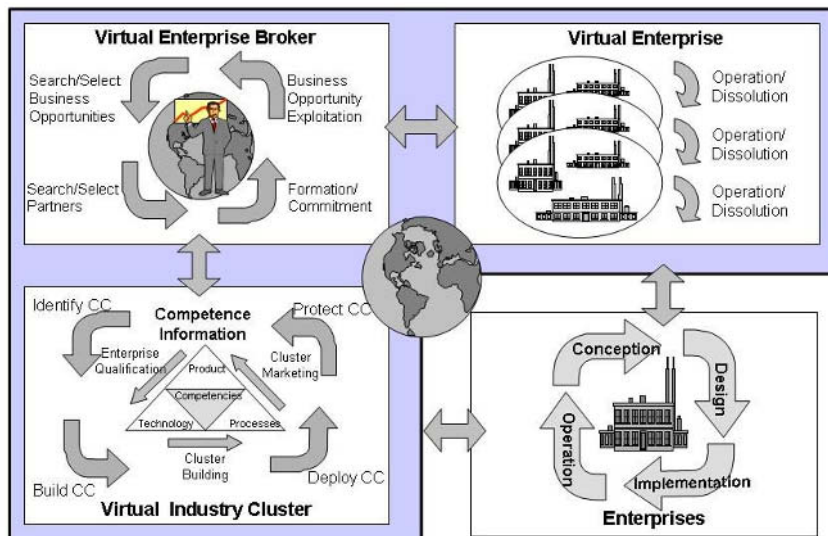 Virtual Enterprise Broker
Search/Select
Business
Opportunities
Business
Opportunity
Exploitation
Search/Select
Partners
Formation/
Commitment
Virtual Enterprise
Operation/
Dissolution
Operation/
Dissolution
Operation/
Dissolution
Identify CC
Competence
Information
Protect CC
Enterprise
Qualification
Product
Cluster
Marketing
Competencies
Technology
Processes
Cluster
Building
Build CC
Deploy CC
Virtual Industry Cluster
Conception
Design
Operation
Implementation
Enterprises